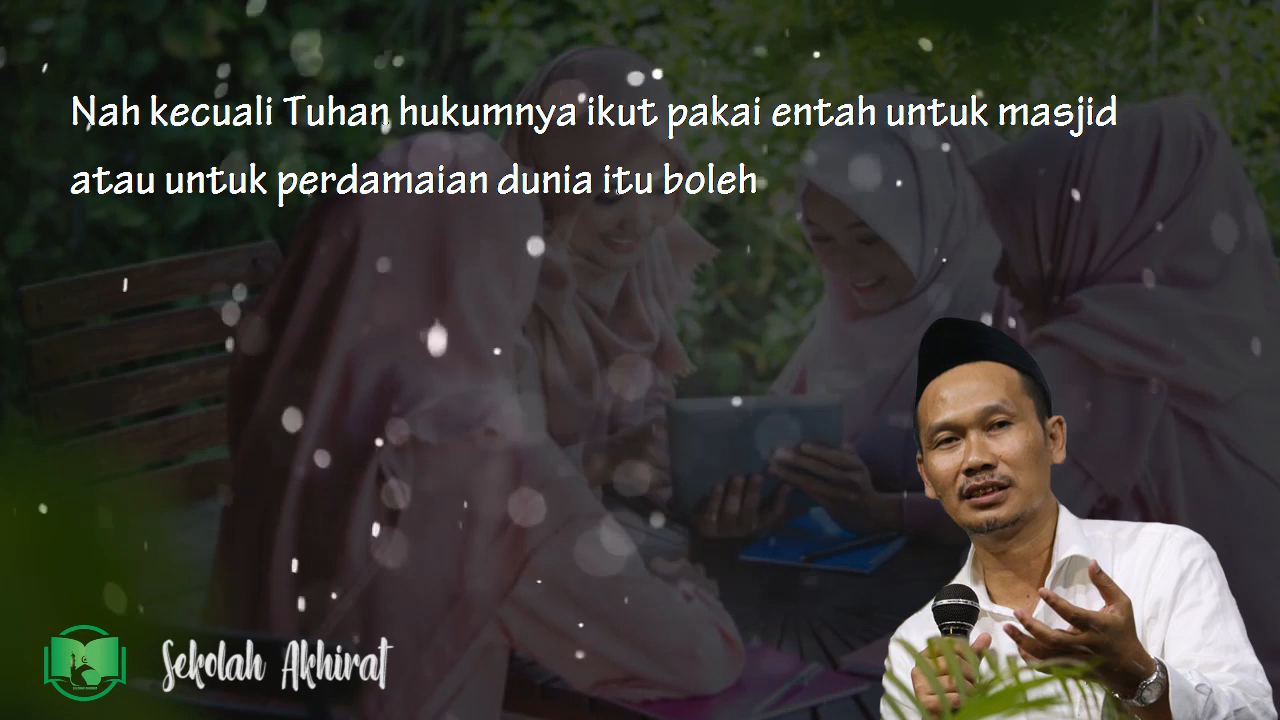 Nah kecuali Tuhan hukumnya ikut pakai entah untuk masjid
atau untuk perdamaian dunia itu boleh
Sekolah Akhirat